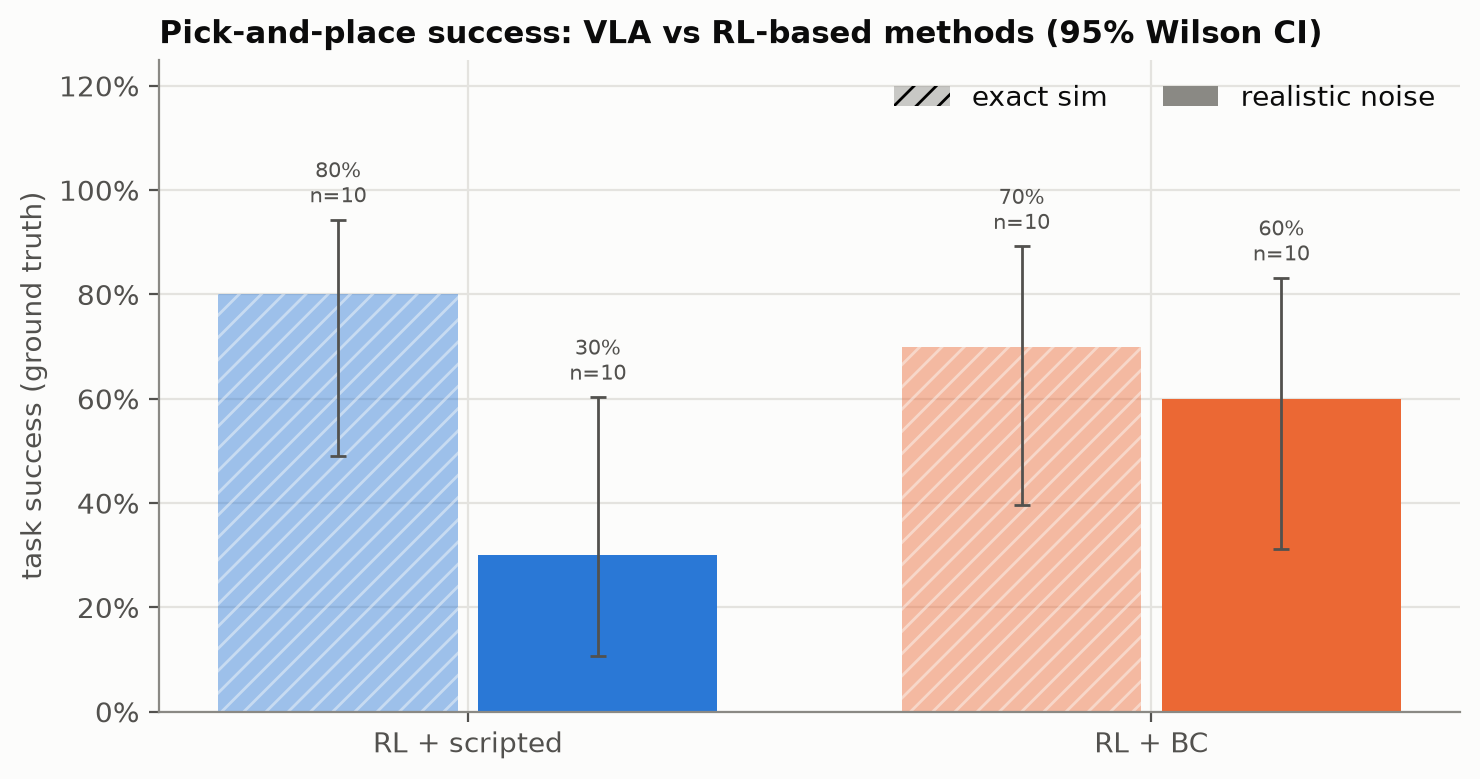 Pick-and-place success: VLA vs RL-based methods (95% Wilson CI)
120%
exact sim
realistic noise
80%
n=10
100%
70%
n=10
60%
n=10
80%
30%
n=10
60%
40%
20%
0%
task success (ground truth)
RL + scripted
RL + BC